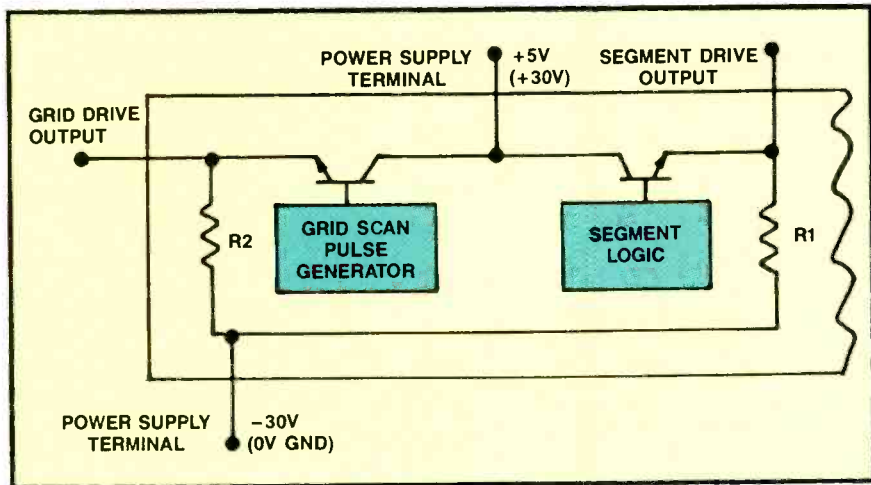 POWER SUPPLY
TERMINAL
+5V
(+30V)
SEGMENT DRIVE
OUTPUT
GRID DRIVE
OUTPUT
R2
GRID SCAN
PULSE
GENERATOR
SEGMENT
LOGIC
R1
POWER SUPPLY
TERMINAL
−30V
(0V GND)